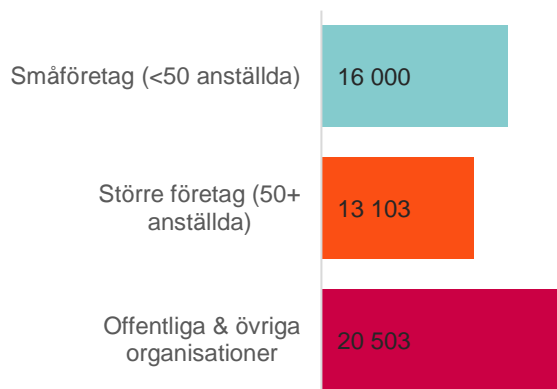 Småföretag (<50 anställda)
16 000
Större företag (50+
anställda)
13 103
Offentliga & övriga
organisationer
20 503